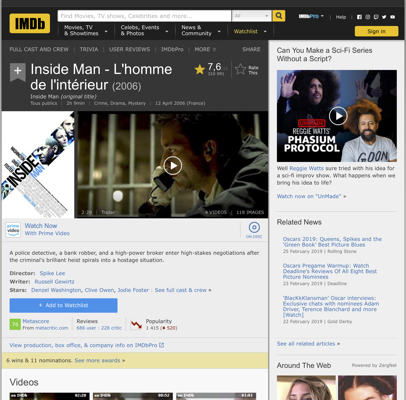 IMDb
Find Movies, TV shows, Celebrities and more...
All
IMDbPro
Help
Movies, TV
& Showtimes
Celebs, Events
& Photos
News &
Community
Watchlist
Sign in
FULL CAST AND CREW
TRIVIA
USER REVIEWS
IMDbPro
MORE
SHARE
Inside Man - L'homme
de l'intérieur (2006)
Inside Man (original title)
Tous publics | 2h 9min | Crime, Drama, Mystery | 12 April 2006 (France)
7,6
Rate
This
INSIDE MAN
2:29 | Trailer
VIDEOS | 118 IMAGES
prime video
Watch Now
With Prime Video
ON DISC
A police detective, a bank robber, and a high-power broker enter high-stakes negotiations after
the criminal's brilliant heist spirals into a hostage situation.
Director: Spike Lee
Writer: Russell Gewirtz
Stars: Denzel Washington, Clive Owen, Jodie Foster | See full cast & crew »
+ Add to Watchlist
Metascore
From metacritic.com
Reviews
686 user | 228 critic
Popularity
1 415 ( 520)
View production, box office, & company info on IMDbPro
6 wins & 11 nominations. See more awards »
Videos
Can You Make a Sci-Fi Series
Without a Script?
REGGIE WATTS'
PHASIUM
PROTOCOL
Well Reggie Watts sure tried with his idea for
a sci-fi improv show. What happens when we
bring his idea to life?
Watch now on "UnMade" »
Related News
Oscars 2019: Queens, Spikes and the
'Green Book' Best Picture Blues
25 February 2019 | Rolling Stone
Oscars Pregame Warmup: Watch
Deadline's Reviews Of All Eight Best
Picture Nominees
23 February 2019 | Deadline
'BlacKkKlansman' Oscar interviews:
Exclusive chats with nominees Adam
Driver, Terence Blanchard and more
[Watch]
22 February 2019 | Gold Derby
See all related articles »
Around The Web
Powered by Zergnet